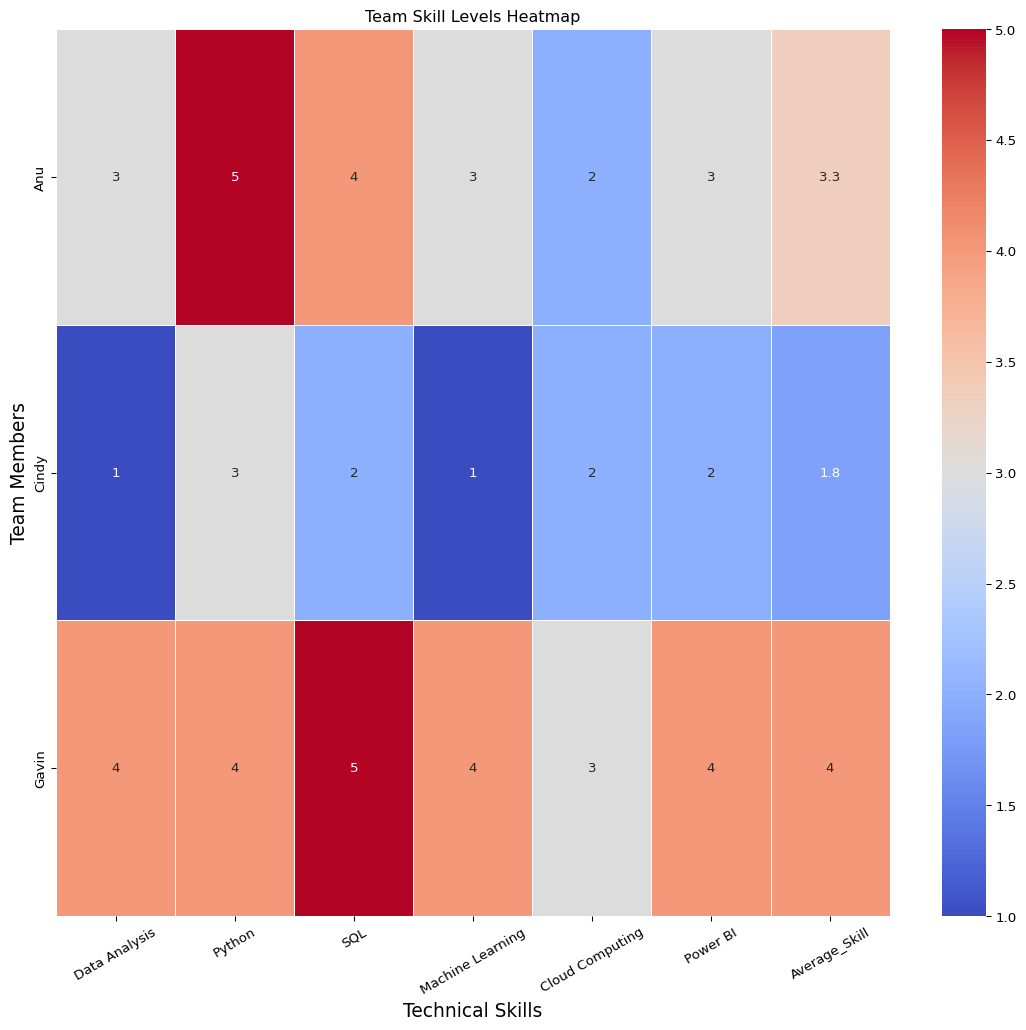 Team Skill Levels Heatmap
Team Members
Anu
3 5 4 3 2 3 3.3
Cindy
1 3 2 1 2 2 1.8
Gavin
4 4 5 4 3 4 4
Data Analysis
Python
SQL
Machine Learning
Cloud Computing
Power BI
Average_Skill
Technical Skills
5.0
4.5
4.0
3.5
3.0
2.5
2.0
1.5
1.0